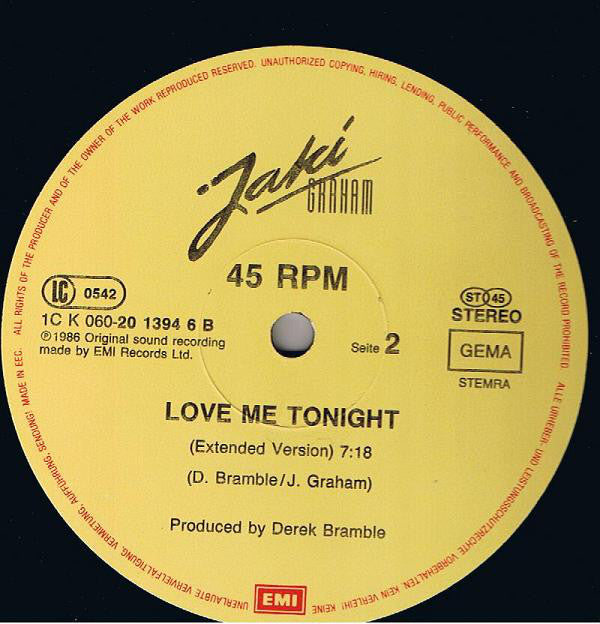 ALL RIGHTS OF THE PRODUCER AND OF THE OWNER OF THE WORK REPRODUCED RESERVED. UNAUTHORIZED COPYING, HIRING, LENDING, PUBLIC PERFORMANCE AND BROADCASTING OF THE RECORD PROHIBITED.
Jaki
GRAHAM
45 RPM
LC 0542
1C K 060-20 1394 6 B
℗ 1986 Original sound recording
made by EMI Records Ltd.
Seite 2
ST 45
STEREO
GEMA
STEMRA
LOVE ME TONIGHT
(Extended Version) 7:18
(D. Bramble/J. Graham)
Produced by Derek Bramble
EMI
ALLE URHEBER- UND LEISTUNGSSCHUTZRECHTE VORBEHALTEN. KEIN VERLEIH! KEINE UNERLAUBTE VERVIELFÄLTIGUNG, VERMIETUNG, AUFFÜHRUNG, SENDUNG! MADE IN EEC.